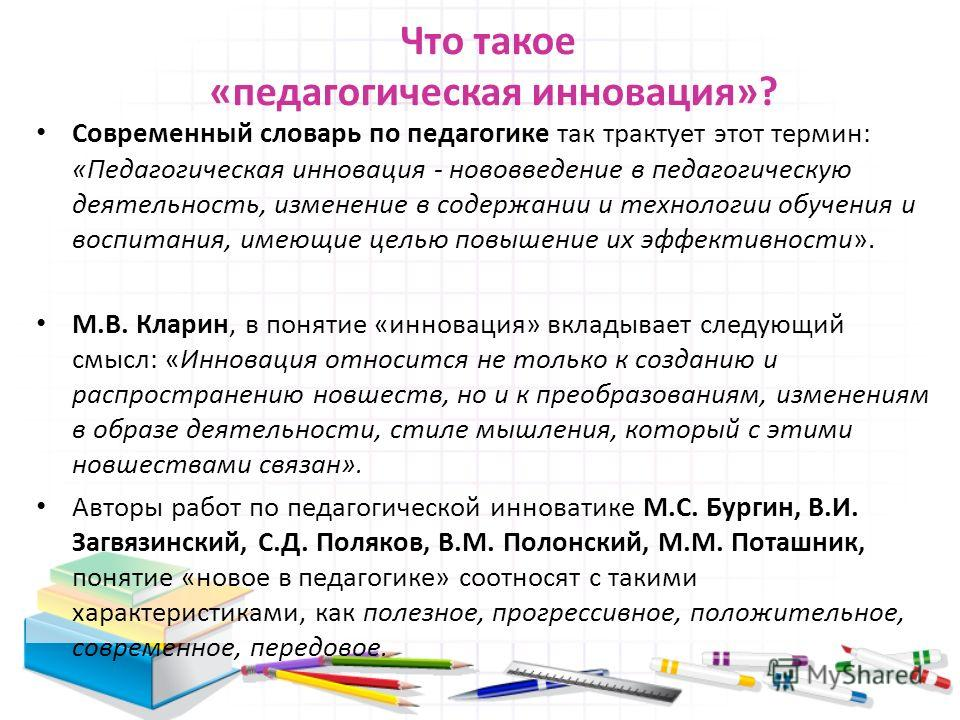 Что такое
«педагогическая инновация»?
• Современный словарь по педагогике так трактует этот термин:
«Педагогическая инновация - нововведение в педагогическую
деятельность, изменение в содержании и технологии обучения и
воспитания, имеющие целью повышение их эффективности».
• М.В. Кларин, в понятие «инновация» вкладывает следующий
смысл: «Инновация относится не только к созданию и
распространению новшеств, но и к преобразованиям, изменениям
в образе деятельности, стиле мышления, который с этими
новшествами связан».
• Авторы работ по педагогической инноватике М.С. Бургин, В.И.
Загвязинский, С.Д. Поляков, В.М. Полонский, М.М. Поташник,
понятие «новое в педагогике» соотносят с такими
характеристиками, как полезное, прогрессивное, положительное,
современное, передовое.
MyShared